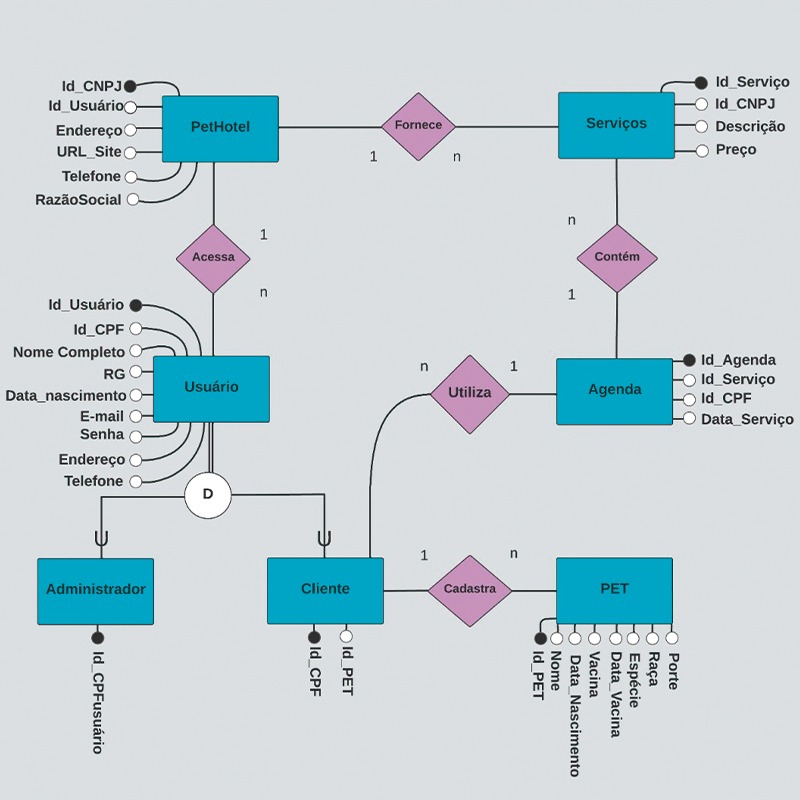 Id_CNPJ
Id_Usuário
Endereço
URL_Site
Telefone
RazãoSocial
PetHotel
1
Fornece
n
Serviços
Id_Serviço
Id_CNPJ
Descrição
Preço
1
Acessa
n
n
Contém
1
Id_Usuário
Id_CPF
Nome Completo
RG
Data_nascimento
E-mail
Senha
Endereço
Telefone
Usuário
n
Utiliza
1
Agenda
Id_Agenda
Id_Serviço
Id_CPF
Data_Serviço
D
Administrador
Id_CPFusuário
Cliente
Id_CPF
Id_PET
1
Cadastra
n
PET
Id_PET
Nome
Data_Nascimento
Vacina
Data_Vacina
Espécie
Raça
Porte